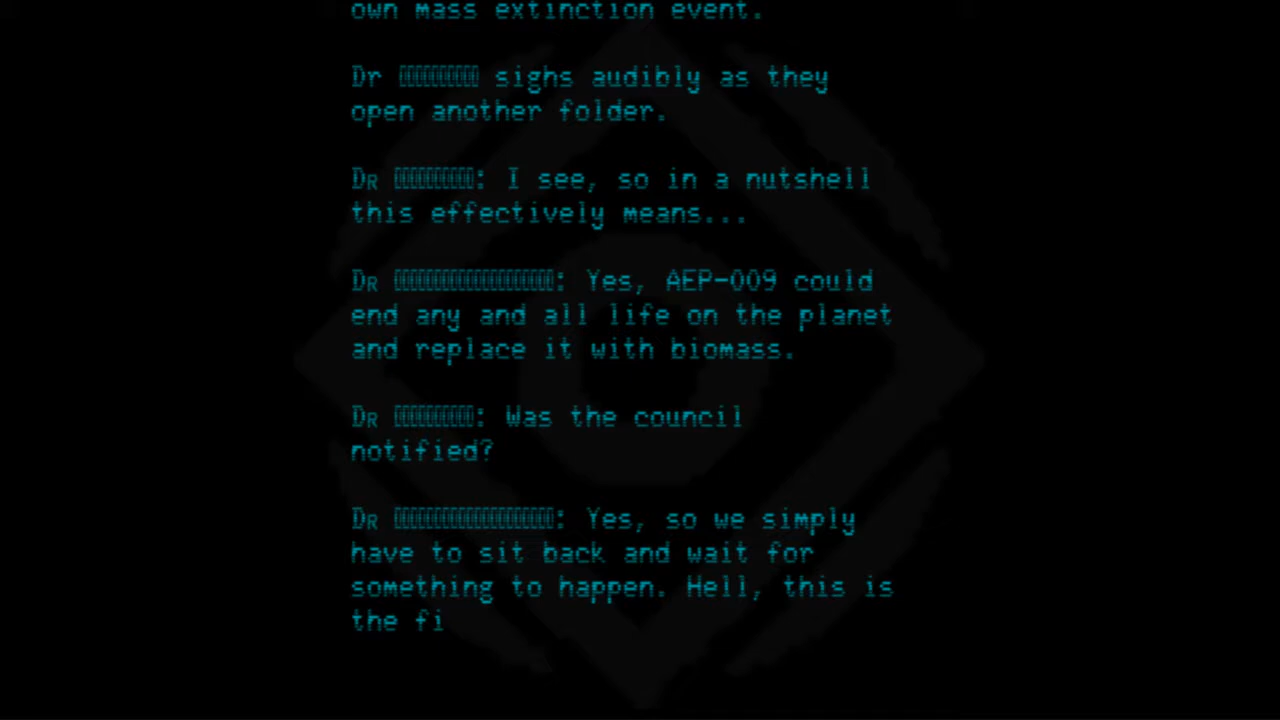 own mass extinction event.
Dr ▯▯▯▯▯▯▯▯▯▯ sighs audibly as they
open another folder.
DR ▯▯▯▯▯▯▯▯▯▯: I see, so in a nutshell
this effectively means...
DR ▯▯▯▯▯▯▯▯▯▯▯▯▯▯▯▯▯▯▯▯: Yes, AEP-009 could
end any and all life on the planet
and replace it with biomass.
DR ▯▯▯▯▯▯▯▯▯▯: Was the council
notified?
DR ▯▯▯▯▯▯▯▯▯▯▯▯▯▯▯▯▯▯▯▯: Yes, so we simply
have to sit back and wait for
something to happen. Hell, this is
the fi